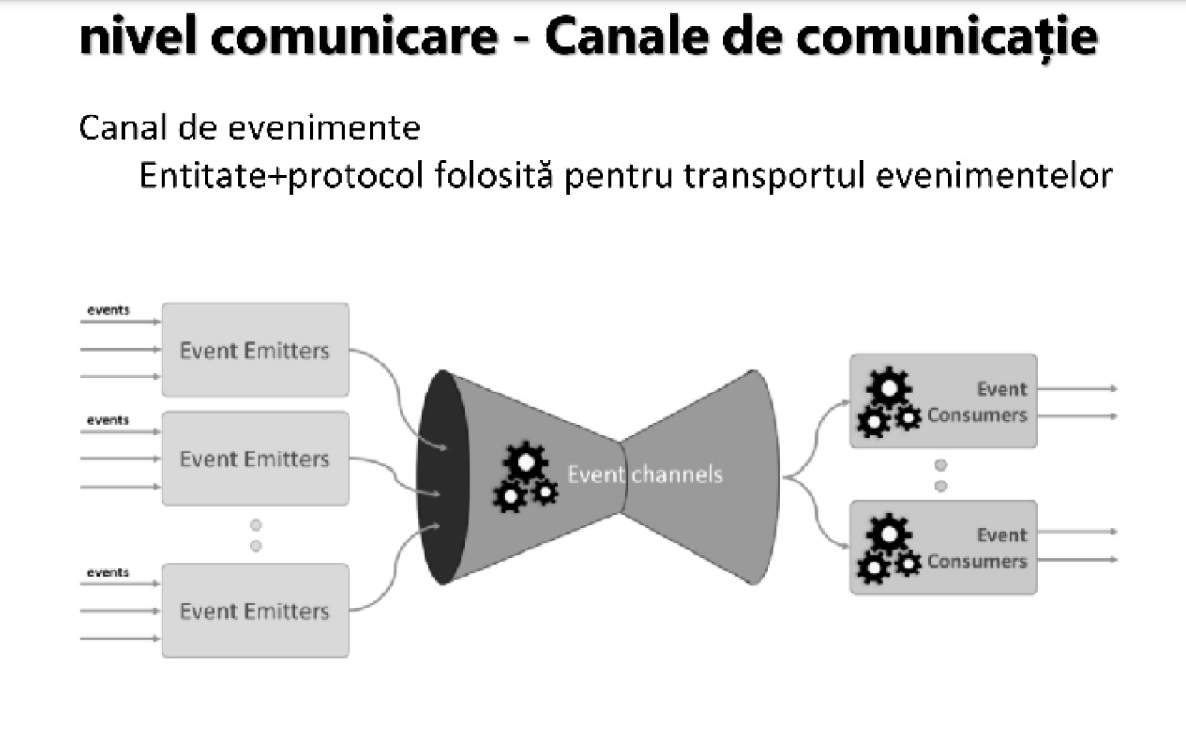 nivel comunicare - Canale de comunicație
Canal de evenimente
Entitate+protocol folosită pentru transportul evenimentelor
events
Event Emitters
events
Event Emitters
events
Event Emitters
Event channels
Event
Consumers
Event
Consumers